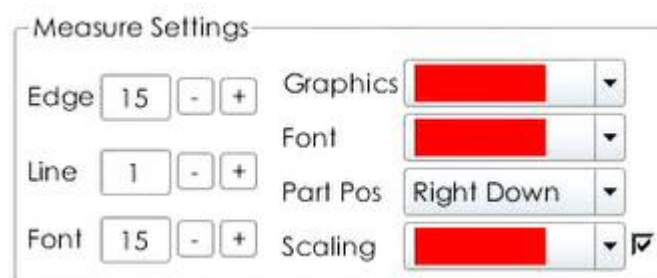 Measure Settings
Edge 15 - + Graphics
Font
Line 1 - +
Part Pos Right Down
Font 15 - + Scaling